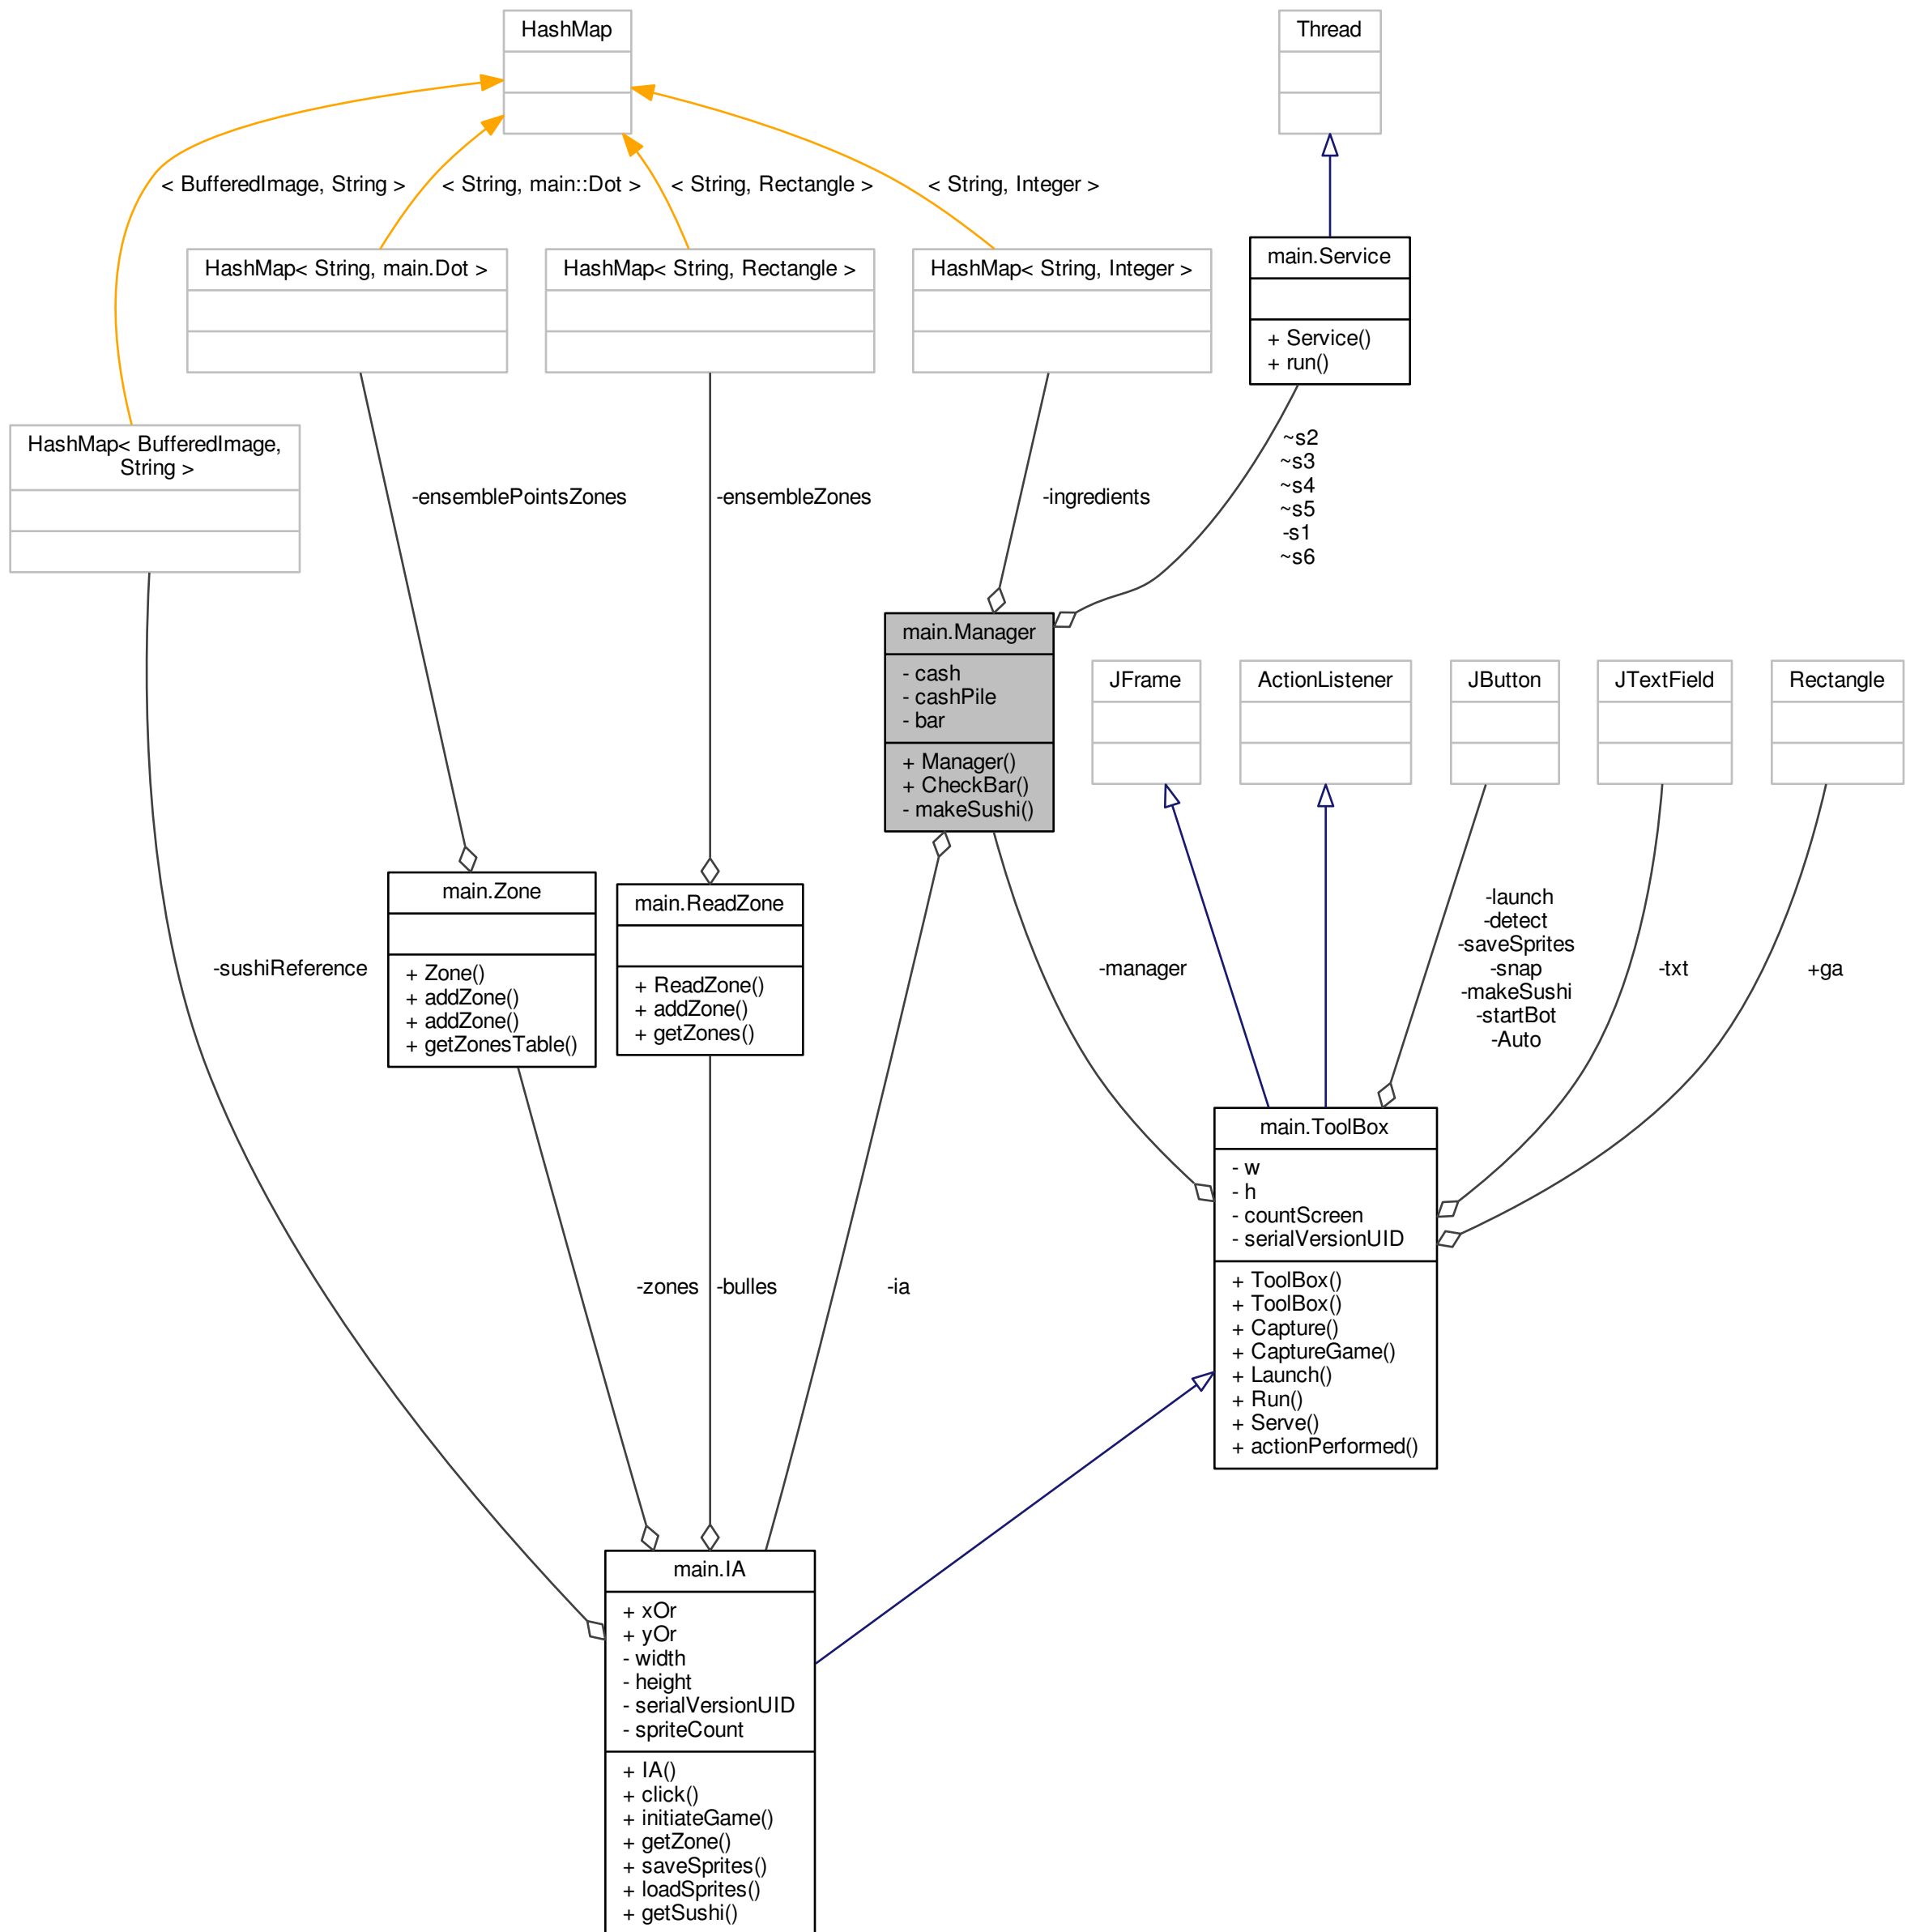 HashMap
Thread
< BufferedImage, String >
< String, main::Dot >
< String, Rectangle >
< String, Integer >
HashMap< String, main.Dot >
HashMap< String, Rectangle >
HashMap< String, Integer >
main.Service
+ Service()
+ run()
HashMap< BufferedImage,
String >
-ensemblePointsZones
-ensembleZones
-ingredients
~s2
~s3
~s4
~s5
-s1
~s6
main.Manager
- cash
- cashPile
- bar
+ Manager()
+ CheckBar()
- makeSushi()
JFrame
ActionListener
JButton
JTextField
Rectangle
-sushiReference
main.Zone
+ Zone()
+ addZone()
+ addZone()
+ getZonesTable()
main.ReadZone
+ ReadZone()
+ addZone()
+ getZones()
-manager
-launch
-detect
-saveSprites
-snap
-makeSushi
-startBot
-Auto
-txt
+ga
main.ToolBox
- w
- h
- countScreen
- serialVersionUID
+ ToolBox()
+ ToolBox()
+ Capture()
+ CaptureGame()
+ Launch()
+ Run()
+ Serve()
+ actionPerformed()
-zones
-bulles
-ia
main.IA
+ xOr
+ yOr
- width
- height
- serialVersionUID
- spriteCount
+ IA()
+ click()
+ initiateGame()
+ getZone()
+ saveSprites()
+ loadSprites()
+ getSushi()